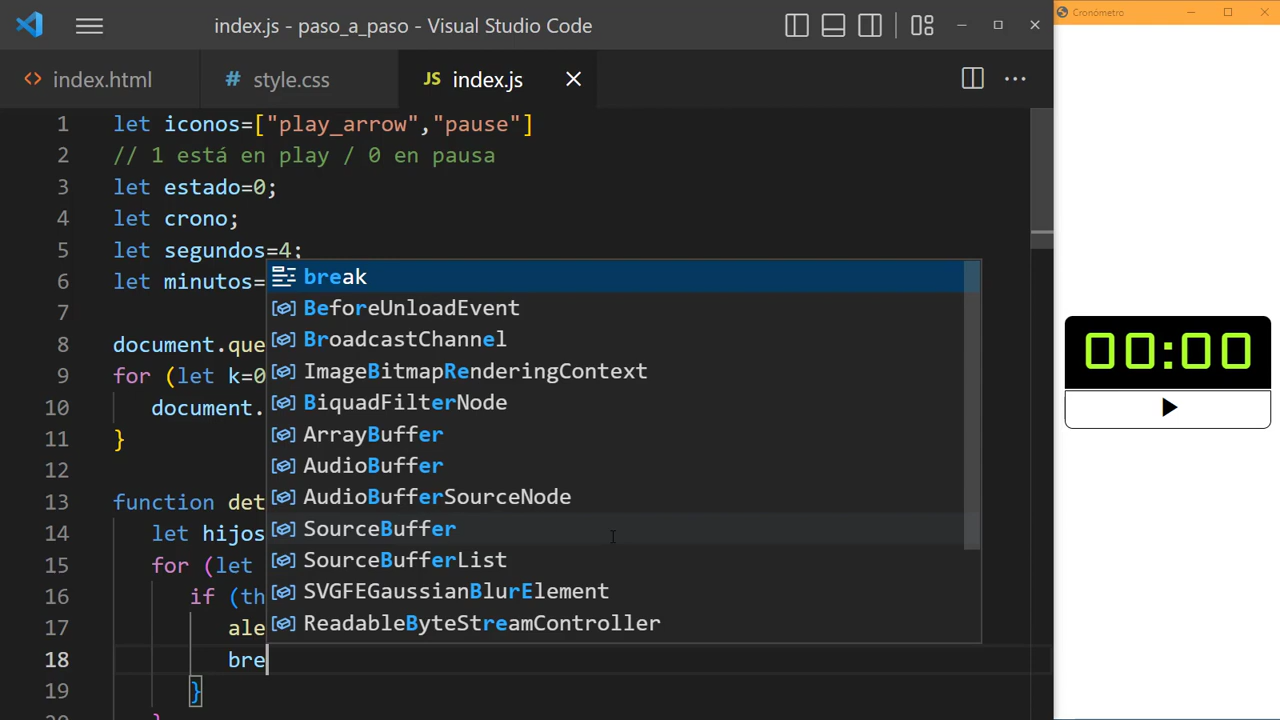 index.js - paso_a_paso - Visual Studio Code
Cronómetro
<> index.html
# style.css
JS index.js
1 let iconos=["play_arrow","pause"]
2 // 1 está en play / 0 en pausa
3 let estado=0;
4 let crono;
5 let segundos=4;
6 let minutos=
7
8 document.que
9 for (let k=0
10 document.
11 }
12
13 function det
14 let hijos
15 for (let
16 if (th
17 ale
18 bre
19 }
break
BeforeUnloadEvent
BroadcastChannel
ImageBitmapRenderingContext
BiquadFilterNode
ArrayBuffer
AudioBuffer
AudioBufferSourceNode
SourceBuffer
SourceBufferList
SVGFEGaussianBlurElement
ReadableByteStreamController
00:00